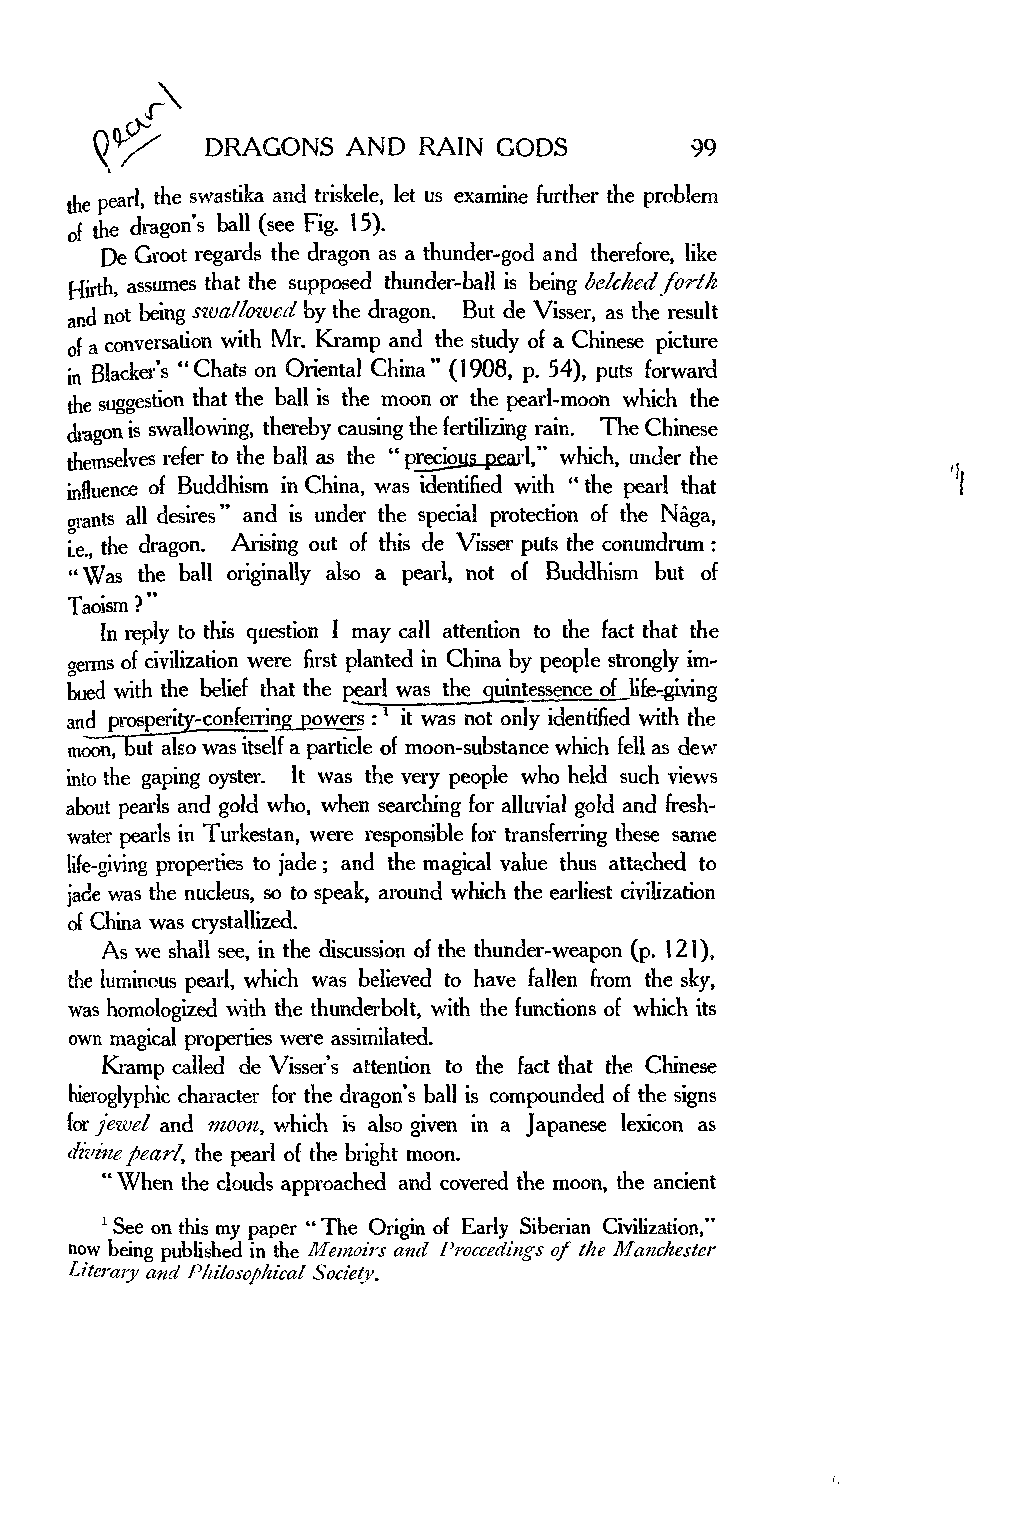 pearl
DRAGONS AND RAIN GODS 99
the pearl, the swastika and triskele, let us examine further the problem
of the dragon's ball (see Fig. 15).
De Groot regards the dragon as a thunder-god and therefore, like
Hirth, assumes that the supposed thunder-ball is being belched forth
and not being swallowed by the dragon. But de Visser, as the result
of a conversation with Mr. Kramp and the study of a Chinese picture
in Blacker's “Chats on Oriental China” (1908, p. 54), puts forward
the suggestion that the ball is the moon or the pearl-moon which the
dragon is swallowing, thereby causing the fertilizing rain. The Chinese
themselves refer to the ball as the “precious pearl,” which, under the
influence of Buddhism in China, was identified with “the pearl that
grants all desires” and is under the special protection of the Nâga,
i.e., the dragon. Arising out of this de Visser puts the conundrum :
“Was the ball originally also a pearl, not of Buddhism but of
Taoism ?”
In reply to this question I may call attention to the fact that the
germs of civilization were first planted in China by people strongly im-
bued with the belief that the pearl was the quintessence of life-giving
and prosperity-conferring powers :¹ it was not only identified with the
moon, but also was itself a particle of moon-substance which fell as dew
into the gaping oyster. It was the very people who held such views
about pearls and gold who, when searching for alluvial gold and fresh-
water pearls in Turkestan, were responsible for transferring these same
life-giving properties to jade ; and the magical value thus attached to
jade was the nucleus, so to speak, around which the earliest civilization
of China was crystallized.
As we shall see, in the discussion of the thunder-weapon (p. 121),
the luminous pearl, which was believed to have fallen from the sky,
was homologized with the thunderbolt, with the functions of which its
own magical properties were assimilated.
Kramp called de Visser's attention to the fact that the Chinese
hieroglyphic character for the dragon's ball is compounded of the signs
for jewel and moon, which is also given in a Japanese lexicon as
divine pearl, the pearl of the bright moon.
“When the clouds approached and covered the moon, the ancient
¹ See on this my paper “The Origin of Early Siberian Civilization,”
now being published in the Memoirs and Proceedings of the Manchester
Literary and Philosophical Society.